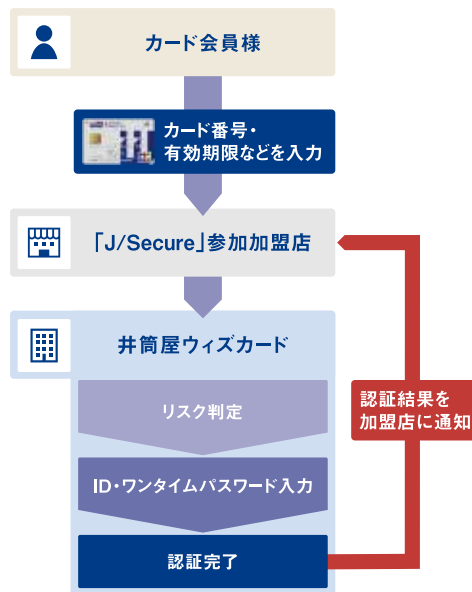 カード会員様
カード番号・
有効期限などを入力
「J/Secure」参加加盟店
井筒屋ウィズカード
リスク判定
認証結果を
加盟店に通知
ID・ワンタイムパスワード入力
認証完了